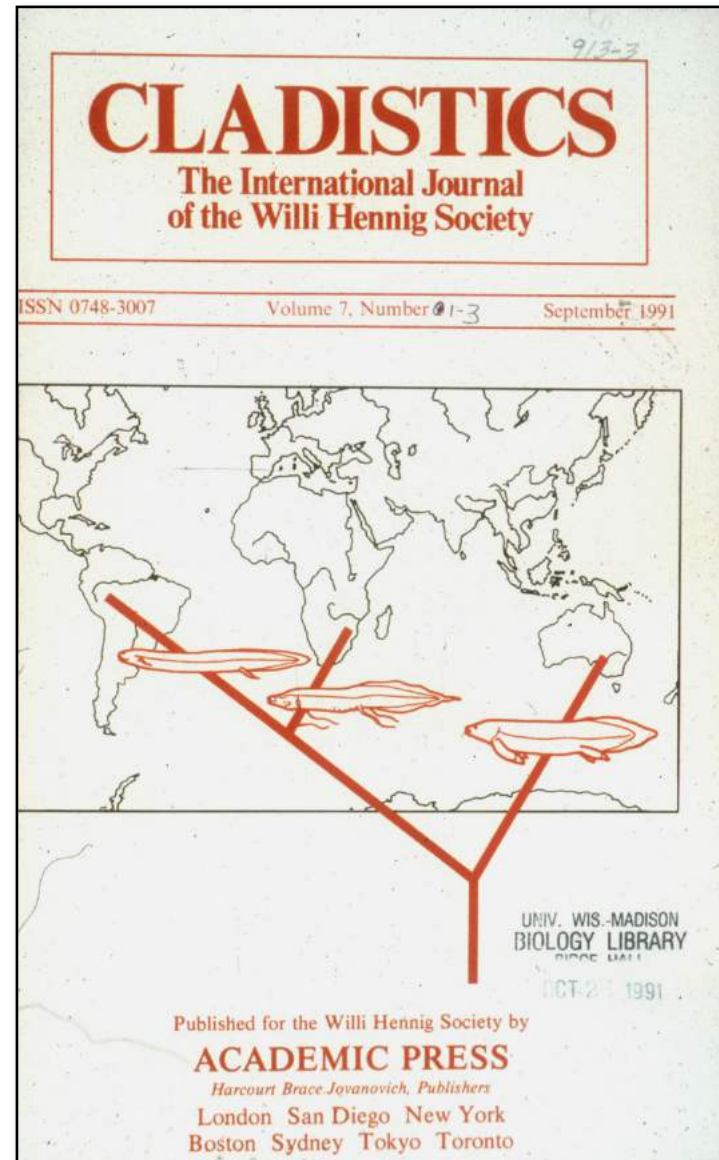 913-3
CLADISTICS
The International Journal
of the Willi Hennig Society
ISSN 0748-3007 Volume 7, Number 1-3 September 1991
UNIV. WIS.-MADISON
BIOLOGY LIBRARY
OCT 2 1991
Published for the Willi Hennig Society by
ACADEMIC PRESS
Harcourt Brace Jovanovich, Publishers
London San Diego New York
Boston Sydney Tokyo Toronto